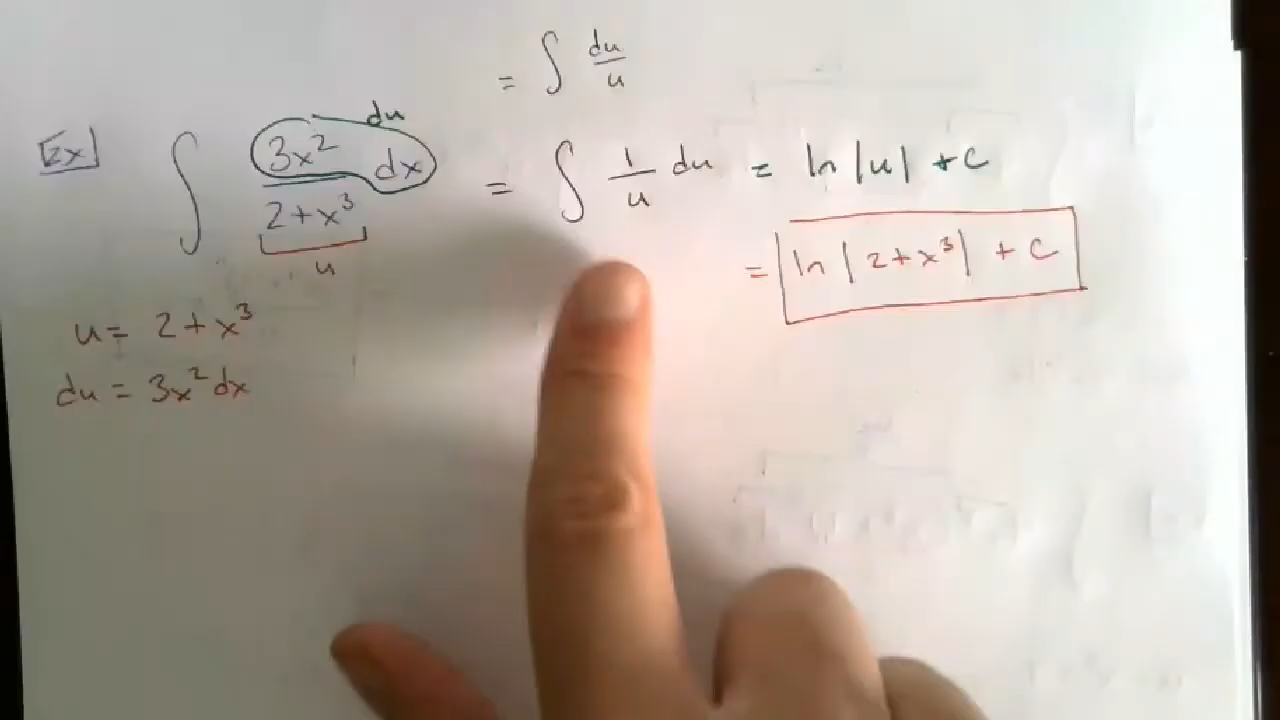 = ∫ du/u
Ex] ∫ 3x² dx / 2+x³ = ∫ 1/u du = ln |u| + c
du
u
= ln |2+x³| + c
u = 2+x³
du = 3x² dx